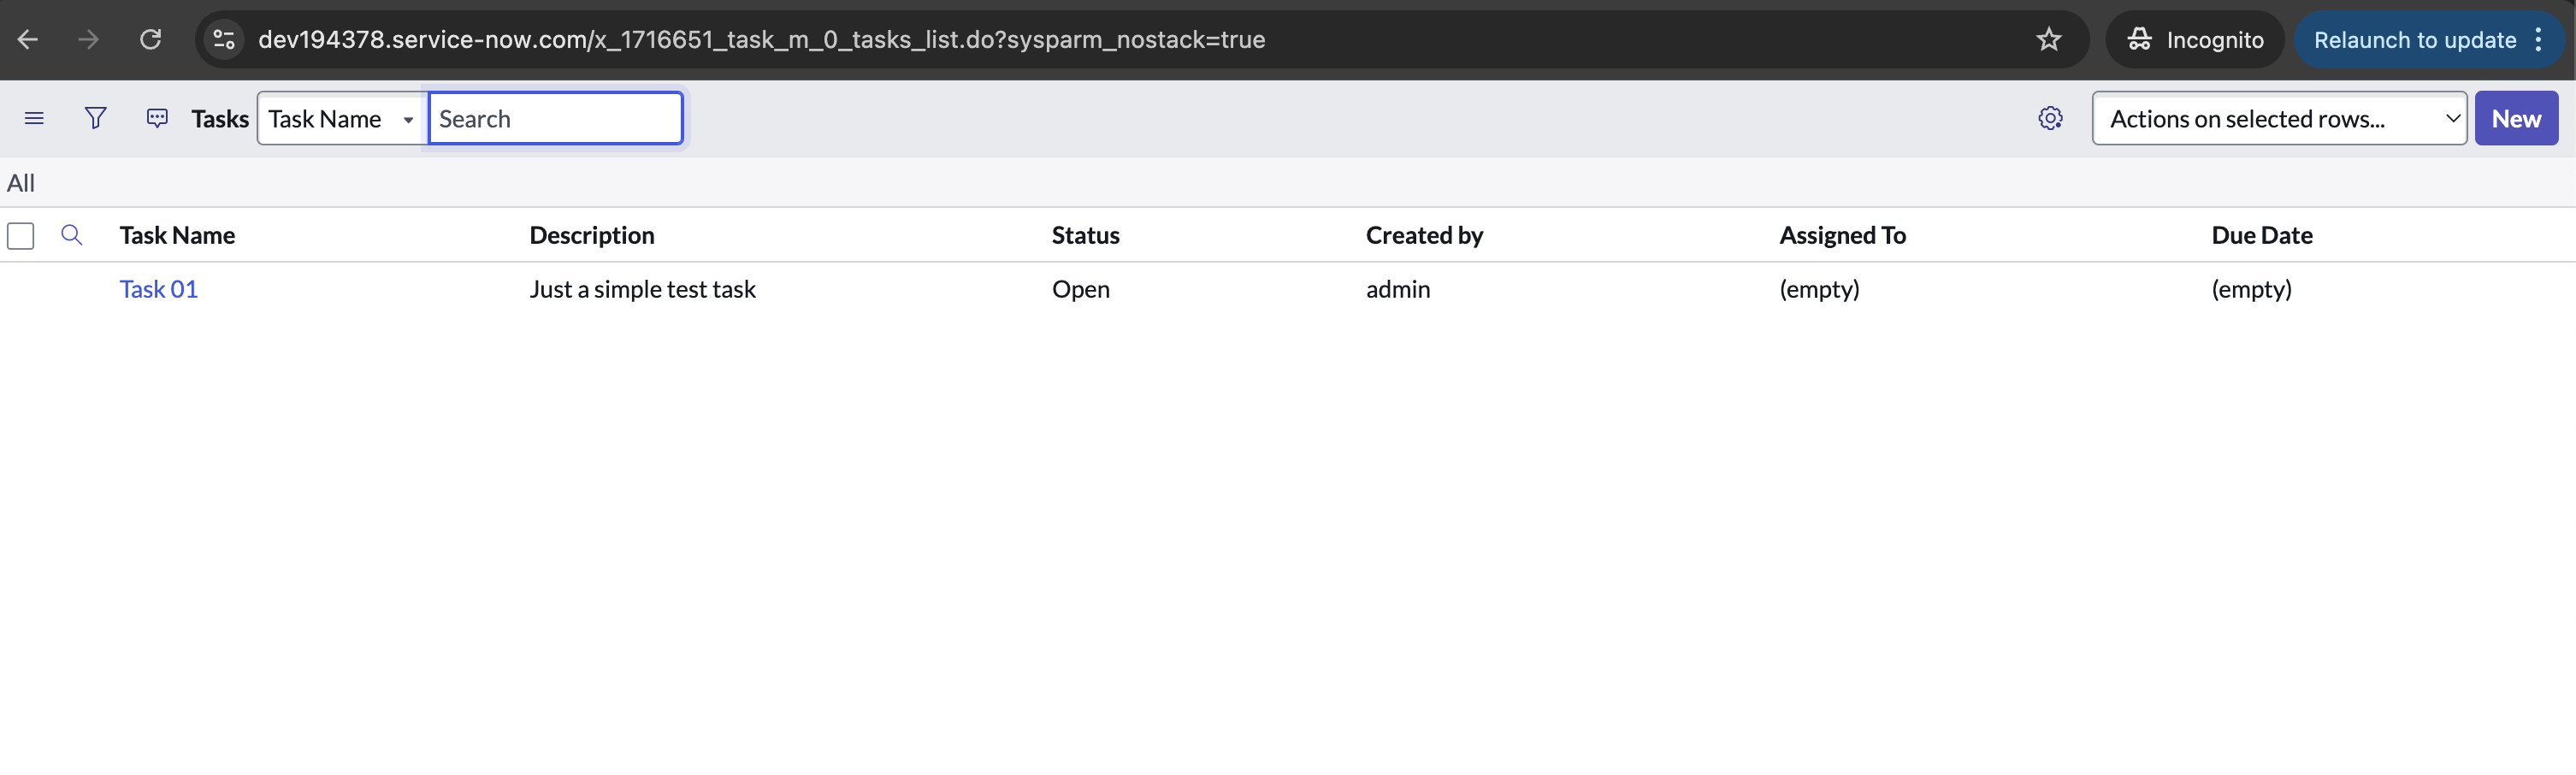 dev194378.service-now.com/x_1716651_task_m_0_tasks_list.do?sysparm_nostack=true Incognito Relaunch to update
Tasks Task Name Search Actions on selected rows... New
All
Task Name Description Status Created by Assigned To Due Date
Task 01 Just a simple test task Open admin (empty) (empty)